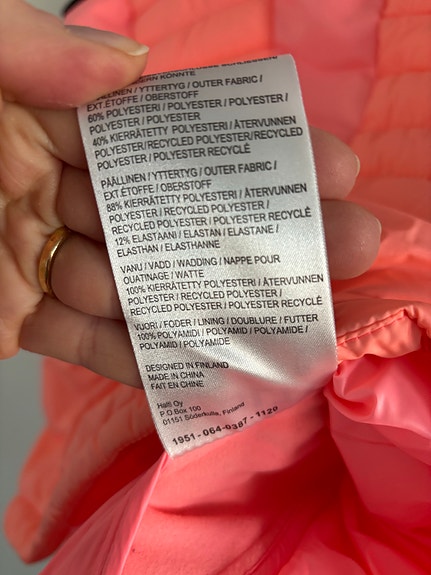 KÖNNTE
PÄÄLLINEN / YTTERTYG / OUTER FABRIC /
EXT.ÉTOFFE / OBERSTOFF
60% POLYESTERI / POLYESTER / POLYESTER /
POLYESTER / POLYESTER
40% KIERRÄTETTY POLYESTERI / ÅTERVUNNEN
POLYESTER/RECYCLED POLYESTER/RECYCLED
POLYESTER / POLYESTER RECYCLÉ
PÄÄLLINEN / YTTERTYG / OUTER FABRIC /
EXT.ÉTOFFE / OBERSTOFF
88% KIERRÄTETTY POLYESTERI / ÅTERVUNNEN
POLYESTER / RECYCLED POLYESTER /
RECYCLED POLYESTER / POLYESTER RECYCLÉ
12% ELASTAANI / ELASTAN / ELASTANE /
ELASTHAN / ELASTHANNE
VANU / VADD / WADDING / NAPPE POUR
OUATINAGE / WATTE
100% KIERRÄTETTY POLYESTERI / ÅTERVUNNEN
POLYESTER / RECYCLED POLYESTER /
RECYCLED POLYESTER / POLYESTER RECYCLÉ
VUORI / FODER / LINING / DOUBLURE / FUTTER
100% POLYAMIDI / POLYAMID / POLYAMIDE /
POLYAMID / POLYAMIDE
DESIGNED IN FINLAND
MADE IN CHINA
FAIT EN CHINE
Halti Oy
P.O.Box 100
01151 Söderkulla, Finland
1951-064-0387-1120